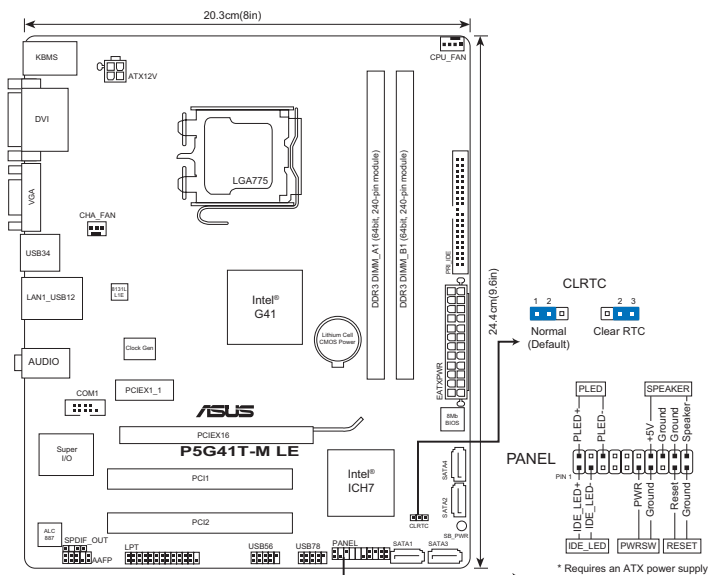 20.3cm(8in)
KBMS
ATX12V
CPU_FAN
DVI
LGA775
VGA
CHA_FAN
USB34
LAN1_USB12
8131L
L1E
Intel®
G41
Lithium Cell
CMOS Power
DDR3 DIMM_A1 (64bit, 240-pin module)
DDR3 DIMM_B1 (64bit, 240-pin module)
PRI_IDE
EATXPWR
24.4cm(9.6in)
Clock Gen
AUDIO
PCIEX1_1
COM1
ASUS
8Mb
BIOS
PCIEX16
P5G41T-M LE
Super
I/O
PCI1
PCI2
Intel®
ICH7
SATA4
SATA2
CLRTC
SB_PWR
ALC
887
SPDIF_OUT
AAFP
LPT
USB56
USB78
PANEL
SATA1
SATA3
CLRTC
1 2
2 3
Normal
(Default)
Clear RTC
PLED
SPEAKER
PLED+
PLED-
+5V
Ground
Ground
Speaker-
PANEL
PIN 1
IDE_LED+
IDE_LED-
PWR
Ground
Reset
Ground
IDE_LED
PWRSW
RESET
* Requires an ATX power supply